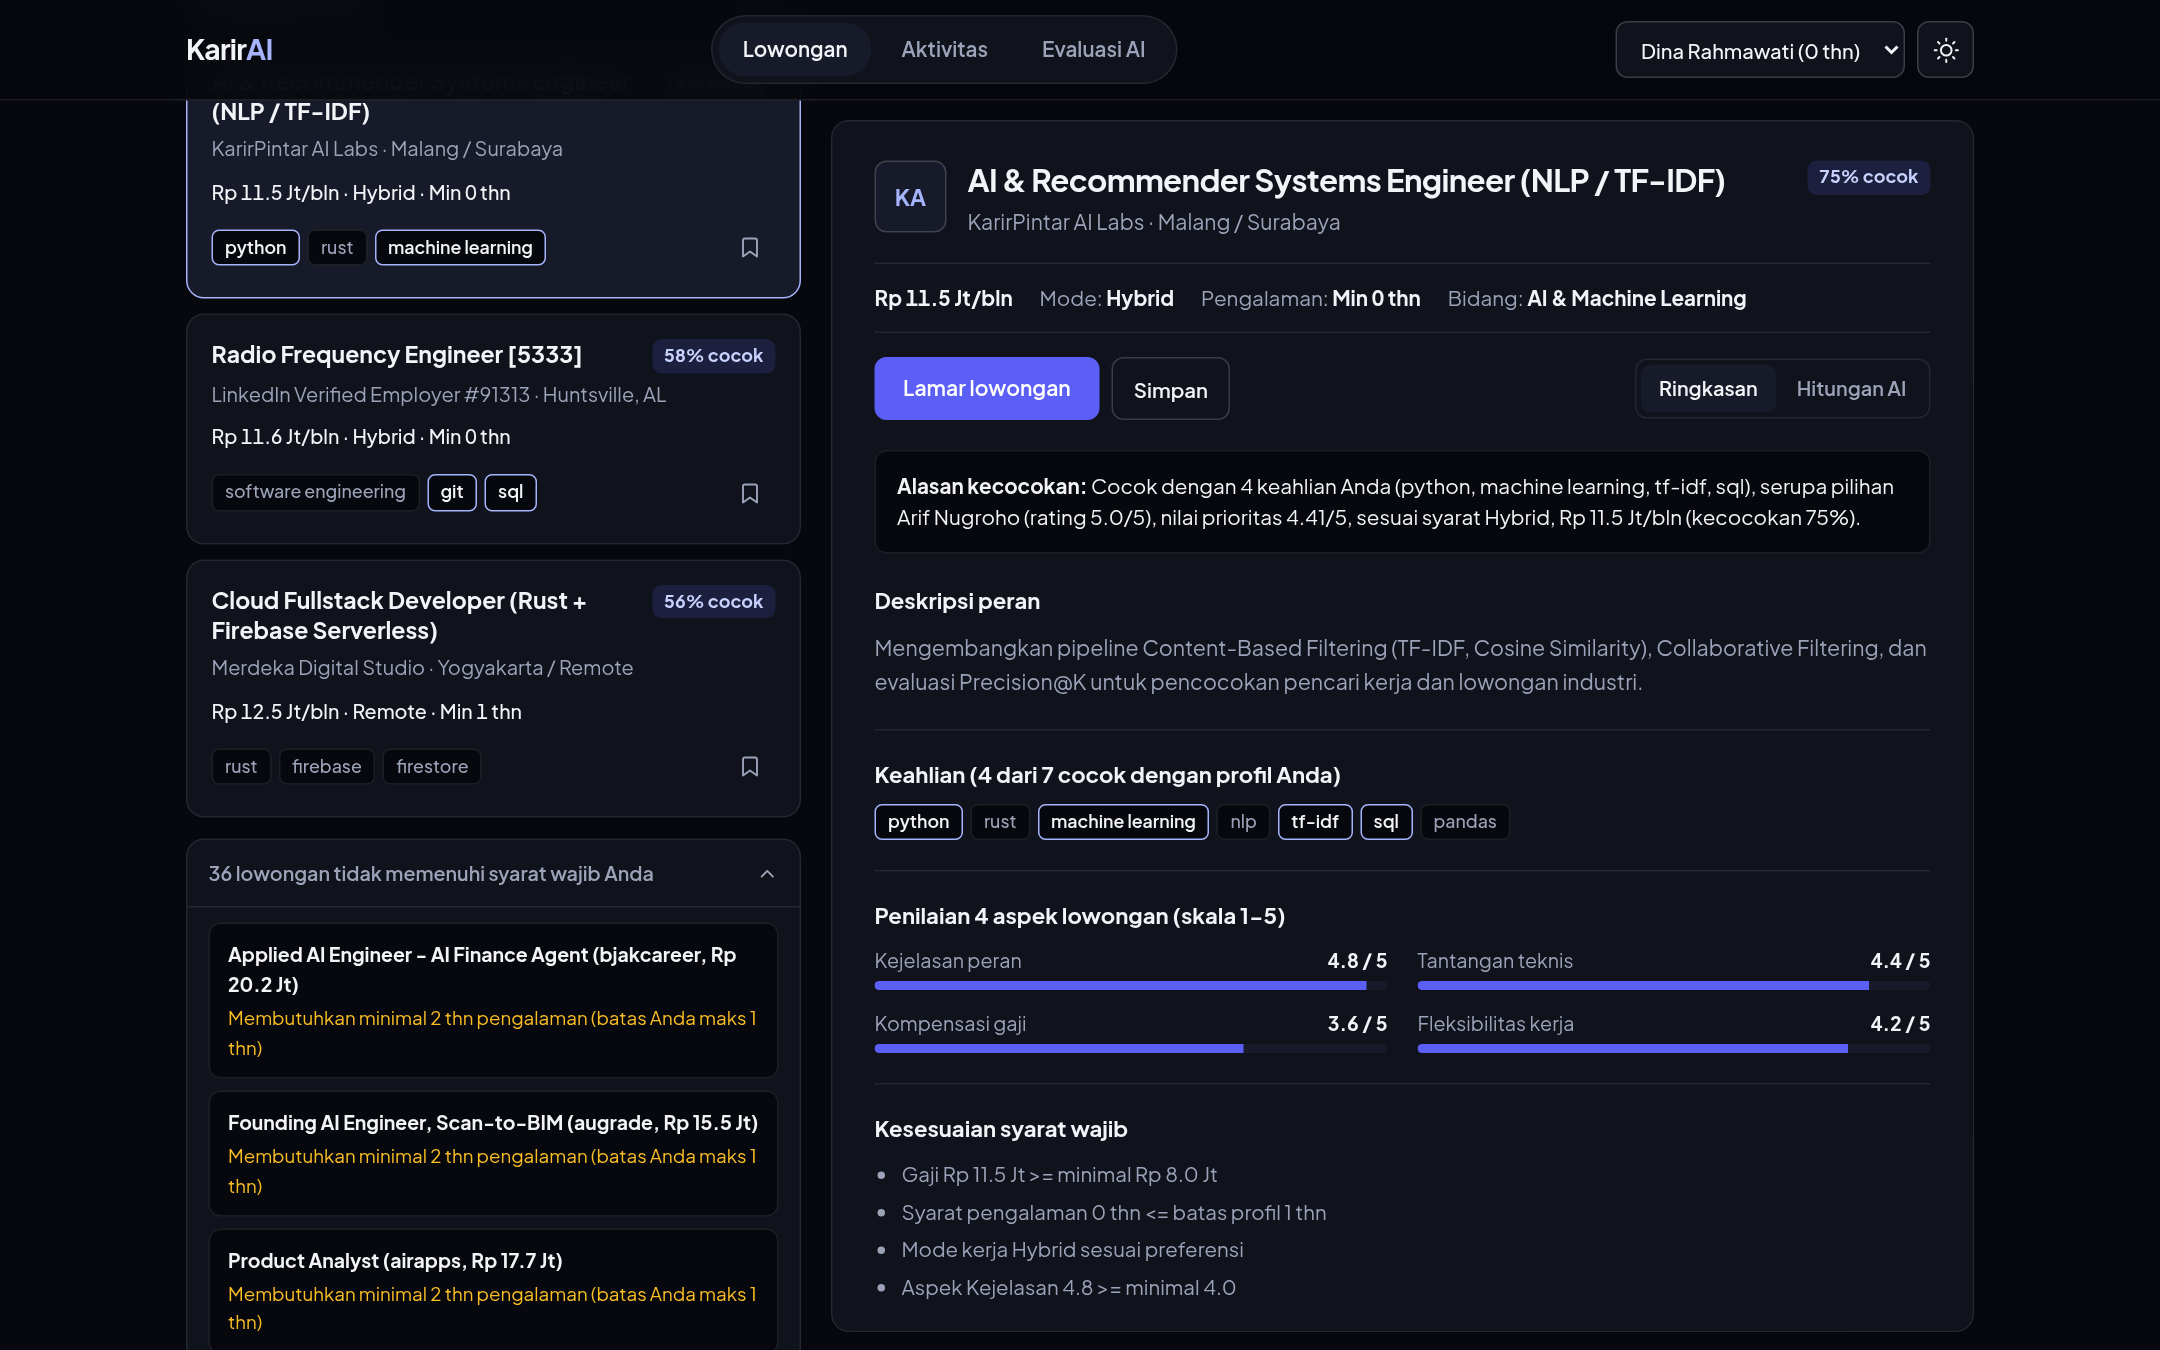 KarirAI
Lowongan
Aktivitas
Evaluasi AI
Dina Rahmawati (0 thn)
AI & Recommender Systems Engineer
(NLP / TF-IDF)
KarirPintar AI Labs · Malang / Surabaya
Rp 11.5 Jt/bln · Hybrid · Min 0 thn
python
rust
machine learning
Radio Frequency Engineer [5333]
58% cocok
LinkedIn Verified Employer #91313 · Huntsville, AL
Rp 11.6 Jt/bln · Hybrid · Min 0 thn
software engineering
git
sql
Cloud Fullstack Developer (Rust +
Firebase Serverless)
56% cocok
Merdeka Digital Studio · Yogyakarta / Remote
Rp 12.5 Jt/bln · Remote · Min 1 thn
rust
firebase
firestore
36 lowongan tidak memenuhi syarat wajib Anda
Applied AI Engineer - AI Finance Agent (bjakcareer, Rp
20.2 Jt)
Membutuhkan minimal 2 thn pengalaman (batas Anda maks 1
thn)
Founding AI Engineer, Scan-to-BIM (augrade, Rp 15.5 Jt)
Membutuhkan minimal 2 thn pengalaman (batas Anda maks 1
thn)
Product Analyst (airapps, Rp 17.7 Jt)
Membutuhkan minimal 2 thn pengalaman (batas Anda maks 1
thn)
KA
AI & Recommender Systems Engineer (NLP / TF-IDF)
75% cocok
KarirPintar AI Labs · Malang / Surabaya
Rp 11.5 Jt/bln
Mode: Hybrid
Pengalaman: Min 0 thn
Bidang: AI & Machine Learning
Lamar lowongan
Simpan
Ringkasan
Hitungan AI
Alasan kecocokan: Cocok dengan 4 keahlian Anda (python, machine learning, tf-idf, sql), serupa pilihan
Arif Nugroho (rating 5.0/5), nilai prioritas 4.41/5, sesuai syarat Hybrid, Rp 11.5 Jt/bln (kecocokan 75%).
Deskripsi peran
Mengembangkan pipeline Content-Based Filtering (TF-IDF, Cosine Similarity), Collaborative Filtering, dan
evaluasi Precision@K untuk pencocokan pencari kerja dan lowongan industri.
Keahlian (4 dari 7 cocok dengan profil Anda)
python
rust
machine learning
nlp
tf-idf
sql
pandas
Penilaian 4 aspek lowongan (skala 1–5)
Kejelasan peran
4.8 / 5
Tantangan teknis
4.4 / 5
Kompensasi gaji
3.6 / 5
Fleksibilitas kerja
4.2 / 5
Kesesuaian syarat wajib
• Gaji Rp 11.5 Jt >= minimal Rp 8.0 Jt
• Syarat pengalaman 0 thn <= batas profil 1 thn
• Mode kerja Hybrid sesuai preferensi
• Aspek Kejelasan 4.8 >= minimal 4.0